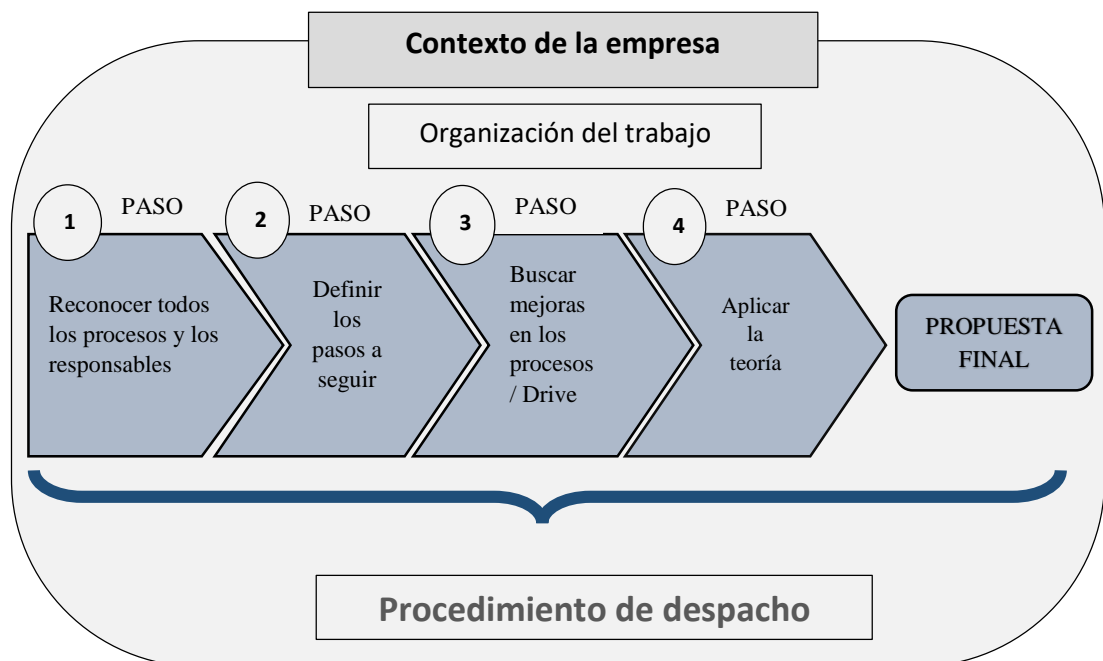 Contexto de la empresa
Organización del trabajo
1
PASO
Reconocer todos
los procesos y los
responsables
2
PASO
Definir
los
pasos a
seguir
3
PASO
Buscar
mejoras
en los
procesos
/ Drive
4
PASO
Aplicar
la
teoría
PROPUESTA
FINAL
Procedimiento de despacho